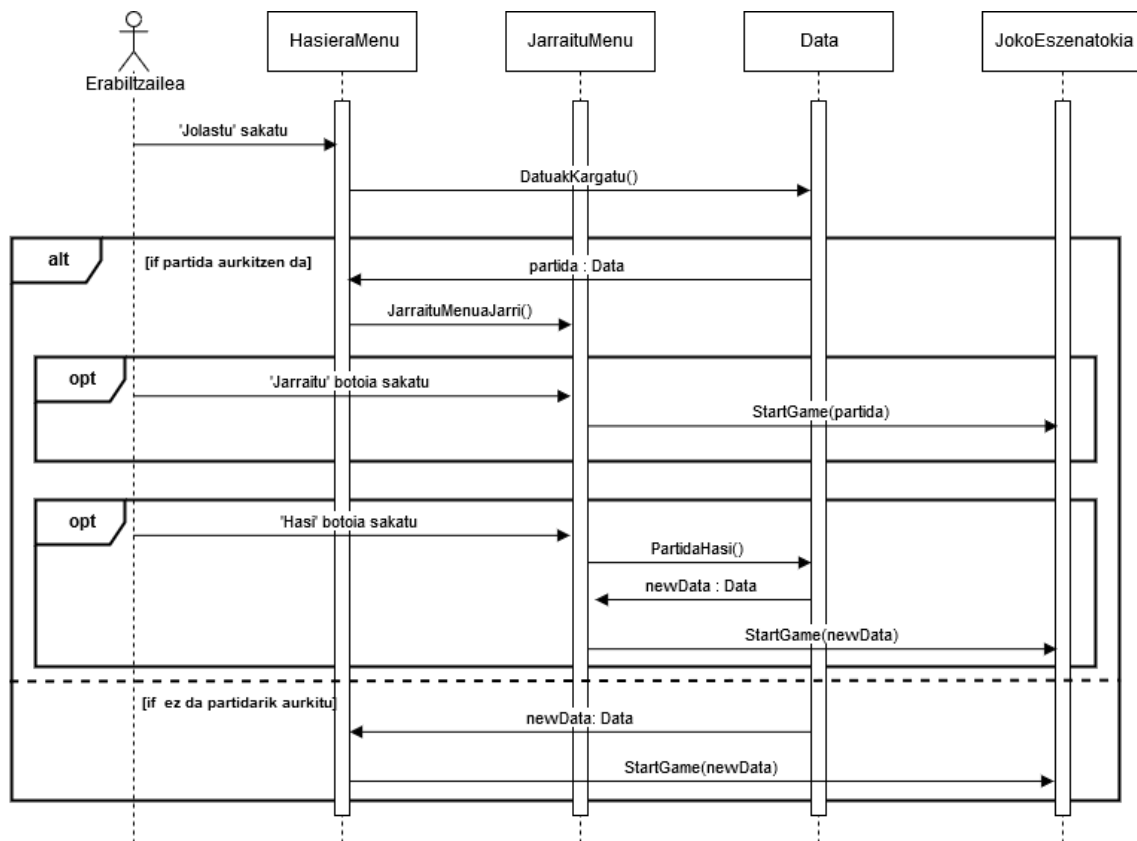 HasieraMenu
JarraituMenu
Data
JokoEszenatokia
Erabiltzailea
'Jolastu' sakatu
DatuakKargatu()
alt
[if partida aurkitzen da]
partida : Data
JarraituMenuaJarri()
opt
'Jarraitu' botoia sakatu
StartGame(partida)
opt
'Hasi' botoia sakatu
PartidaHasi()
newData : Data
StartGame(newData)
[if ez da partidarik aurkitu]
newData: Data
StartGame(newData)